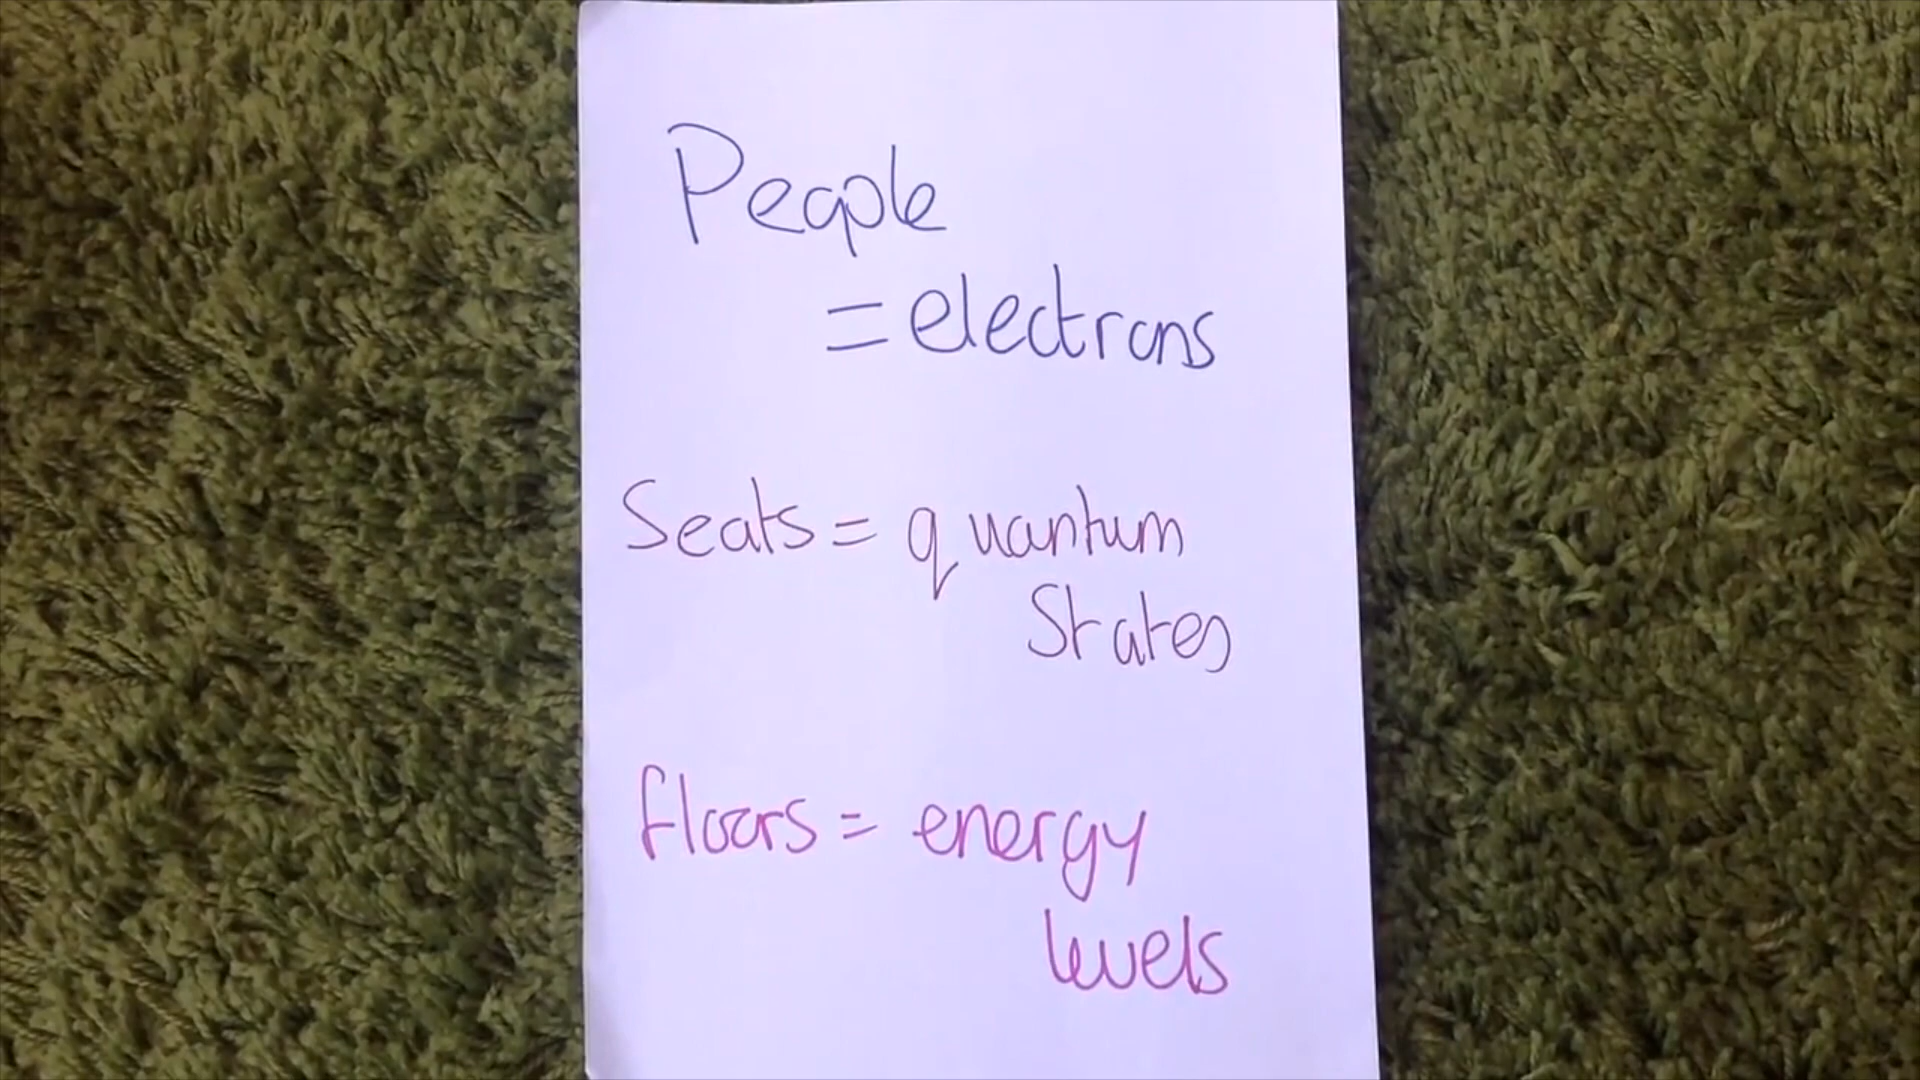 People
= electrons
Seats = quantum
States
floors = energy
levels